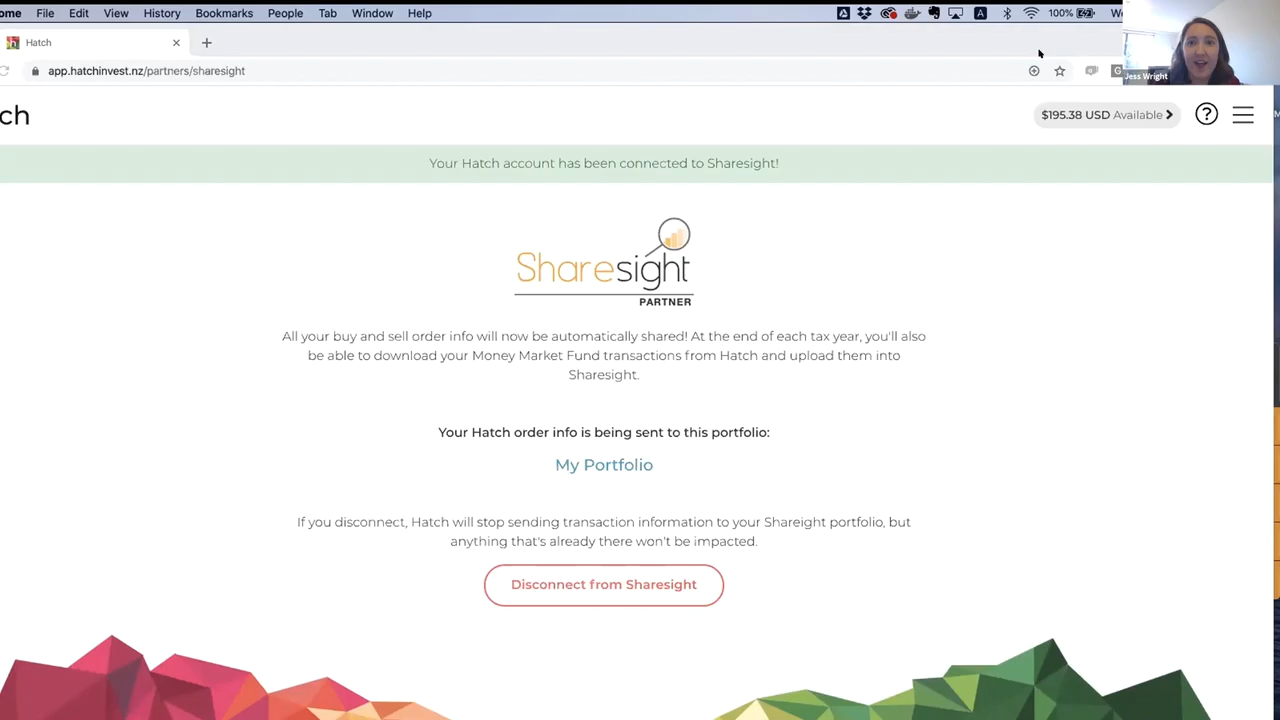 ome File Edit View History Bookmarks People Tab Window Help A 100% We
Hatch
app.hatchinvest.nz/partners/sharesight
G
Jess Wright
ch
$195.38 USD Available
?
Your Hatch account has been connected to Sharesight!
Sharesight
PARTNER
All your buy and sell order info will now be automatically shared! At the end of each tax year, you'll also
be able to download your Money Market Fund transactions from Hatch and upload them into
Sharesight.
Your Hatch order info is being sent to this portfolio:
My Portfolio
If you disconnect, Hatch will stop sending transaction information to your Shareight portfolio, but
anything that's already there won't be impacted.
Disconnect from Sharesight